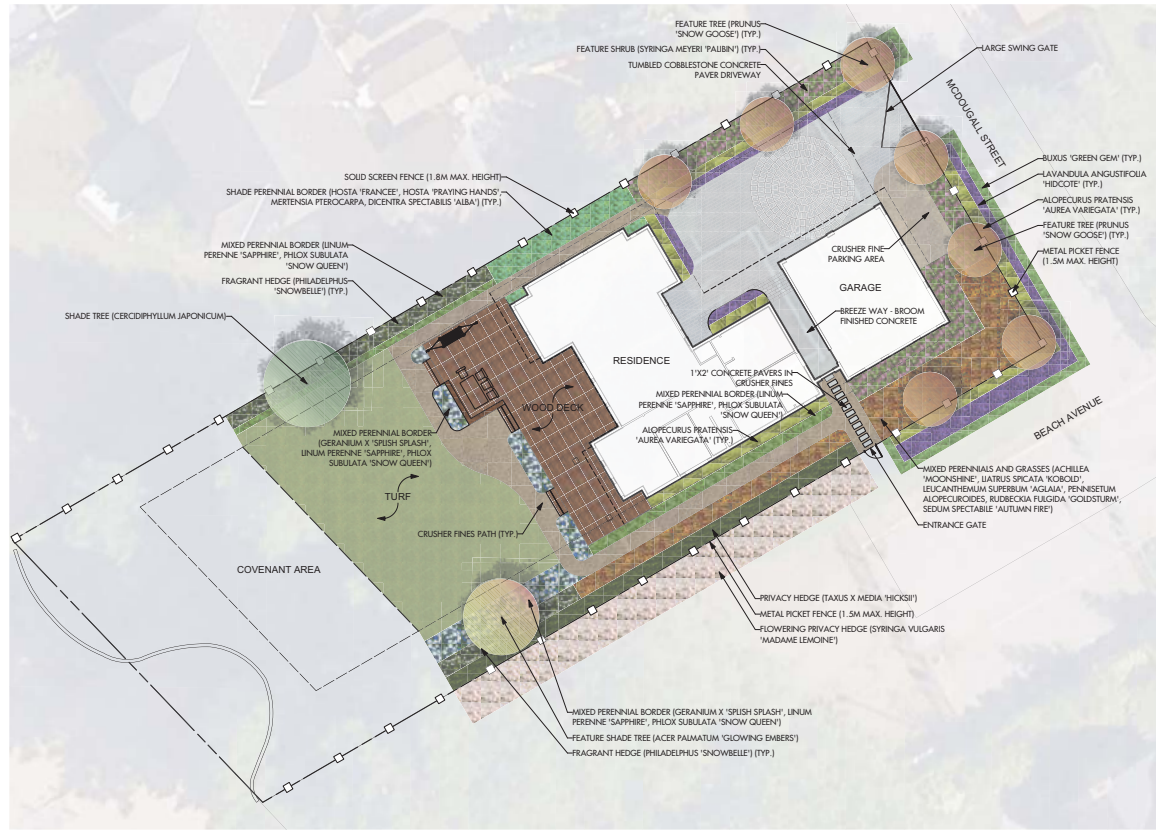 FEATURE TREE (PRUNUS
'SNOW GOOSE') (TYP.)
FEATURE SHRUB (SYRINGA MEYERI 'PALIBIN') (TYP.)
TUMBLED COBBLESTONE CONCRETE
PAVER DRIVEWAY
LARGE SWING GATE
MCDOUGALL STREET
SOLID SCREEN FENCE (1.8M MAX. HEIGHT)
SHADE PERENNIAL BORDER (HOSTA 'FRANCEE', HOSTA 'PRAYING HANDS',
MERTENSIA PTEROCARPA, DICENTRA SPECTABILIS 'ALBA') (TYP.)
MIXED PERENNIAL BORDER (LINUM
PERENNE 'SAPPHIRE', PHLOX SUBULATA
'SNOW QUEEN')
FRAGRANT HEDGE (PHILADELPHUS
'SNOWBELLE') (TYP.)
SHADE TREE (CERCIDIPHYLLUM JAPONICUM)
BUXUS 'GREEN GEM' (TYP.)
LAVANDULA ANGUSTIFOLIA
'HIDCOTE' (TYP.)
ALOPECURUS PRATENSIS
'AUREA VARIEGATA' (TYP.)
FEATURE TREE (PRUNUS
'SNOW GOOSE') (TYP.)
METAL PICKET FENCE
(1.5M MAX. HEIGHT)
CRUSHER FINE
PARKING AREA
GARAGE
BREEZE WAY - BROOM
FINISHED CONCRETE
RESIDENCE
1'X2' CONCRETE PAVERS IN
CRUSHER FINES
MIXED PERENNIAL BORDER (LINUM
PERENNE 'SAPPHIRE', PHLOX SUBULATA
'SNOW QUEEN')
ALOPECURUS PRATENSIS
'AUREA VARIEGATA' (TYP.)
WOOD DECK
MIXED PERENNIAL BORDER
(GERANIUM X 'SPLISH SPLASH',
LINUM PERENNE 'SAPPHIRE', PHLOX
SUBULATA 'SNOW QUEEN')
TURF
CRUSHER FINES PATH (TYP.)
COVENANT AREA
BEACH AVENUE
MIXED PERENNIALS AND GRASSES (ACHILLEA
'MOONSHINE', LIATRUS SPICATA 'KOBOLD',
LEUCANTHEMUM SUPERBUM 'AGLAIA', PENNISETUM
ALOPECUROIDES, RUDBECKIA FULGIDA 'GOLDSTURM',
SEDUM SPECTABILE 'AUTUMN FIRE')
ENTRANCE GATE
PRIVACY HEDGE (TAXUS X MEDIA 'HICKSII')
METAL PICKET FENCE (1.5M MAX. HEIGHT)
FLOWERING PRIVACY HEDGE (SYRINGA VULGARIS
'MADAME LEMOINE')
MIXED PERENNIAL BORDER (GERANIUM X 'SPLISH SPLASH', LINUM
PERENNE 'SAPPHIRE', PHLOX SUBULATA 'SNOW QUEEN')
FEATURE SHADE TREE (ACER PALMATUM 'GLOWING EMBERS')
FRAGRANT HEDGE (PHILADELPHUS 'SNOWBELLE') (TYP.)